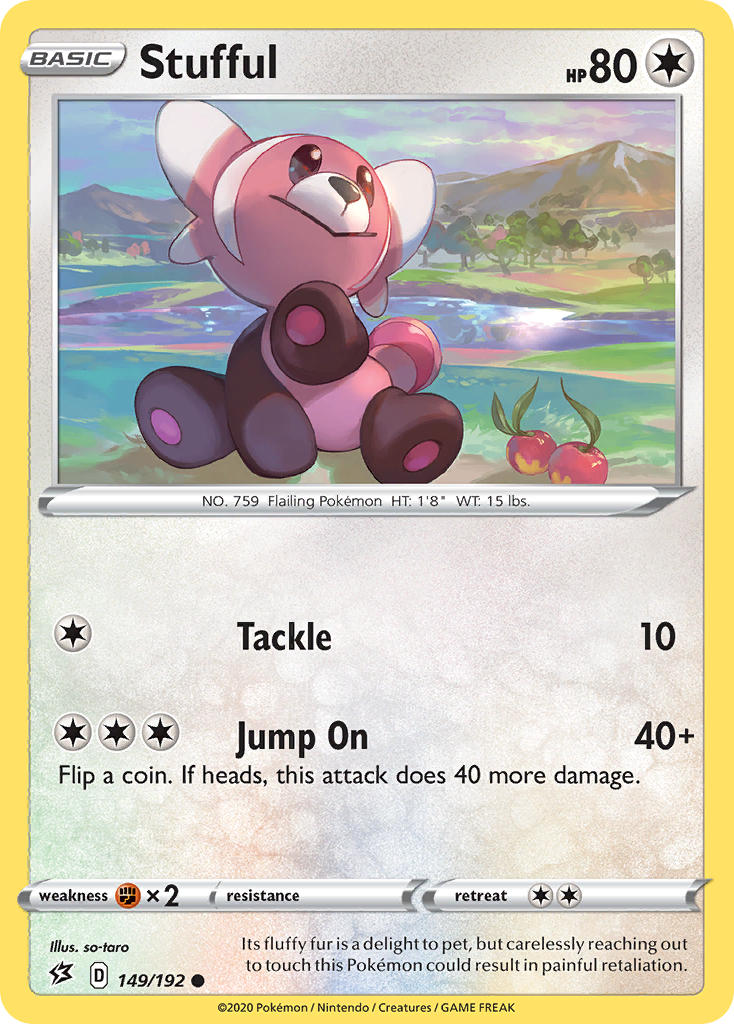 BASIC Stufful HP 80
NO. 759 Flailing Pokémon HT: 1'8" WT: 15 lbs.
Tackle 10
Jump On 40+
Flip a coin. If heads, this attack does 40 more damage.
weakness ×2 resistance retreat
Illus. so-taro
Its fluffy fur is a delight to pet, but carelessly reaching out
to touch this Pokémon could result in painful retaliation.
D 149/192
©2020 Pokémon / Nintendo / Creatures / GAME FREAK